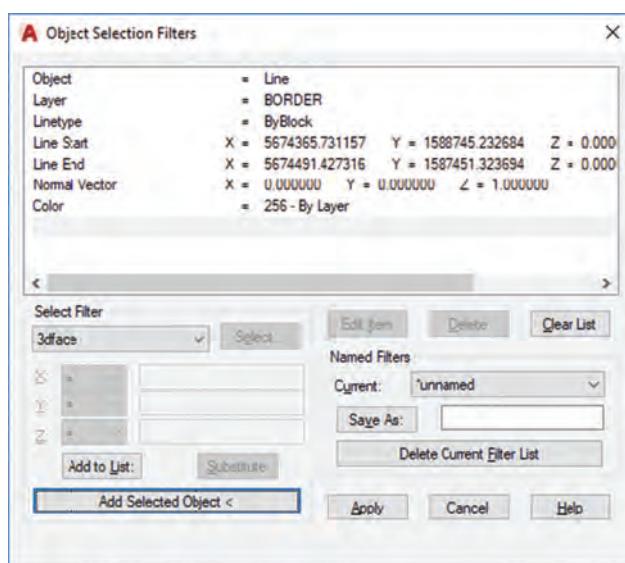 A Object Selection Filters
Object = Line
Layer = BORDER
Linetype = ByBlock
Line Start X = 5674365.731157 Y = 1588745.232684 Z = 0.000
Line End X = 5674491.427316 Y = 1587451.323694 Z = 0.000
Normal Vector X = 0.000000 Y = 0.000000 Z = 1.000000
Color = 256 - By Layer
Select Filter
3dface Select...
Edit Item Delete Clear List
Named Filters
X =
Y =
Z =
Current: *unnamed
Save As:
Add to List: Substitute
Delete Current Filter List
Add Selected Object <
Apply Cancel Help